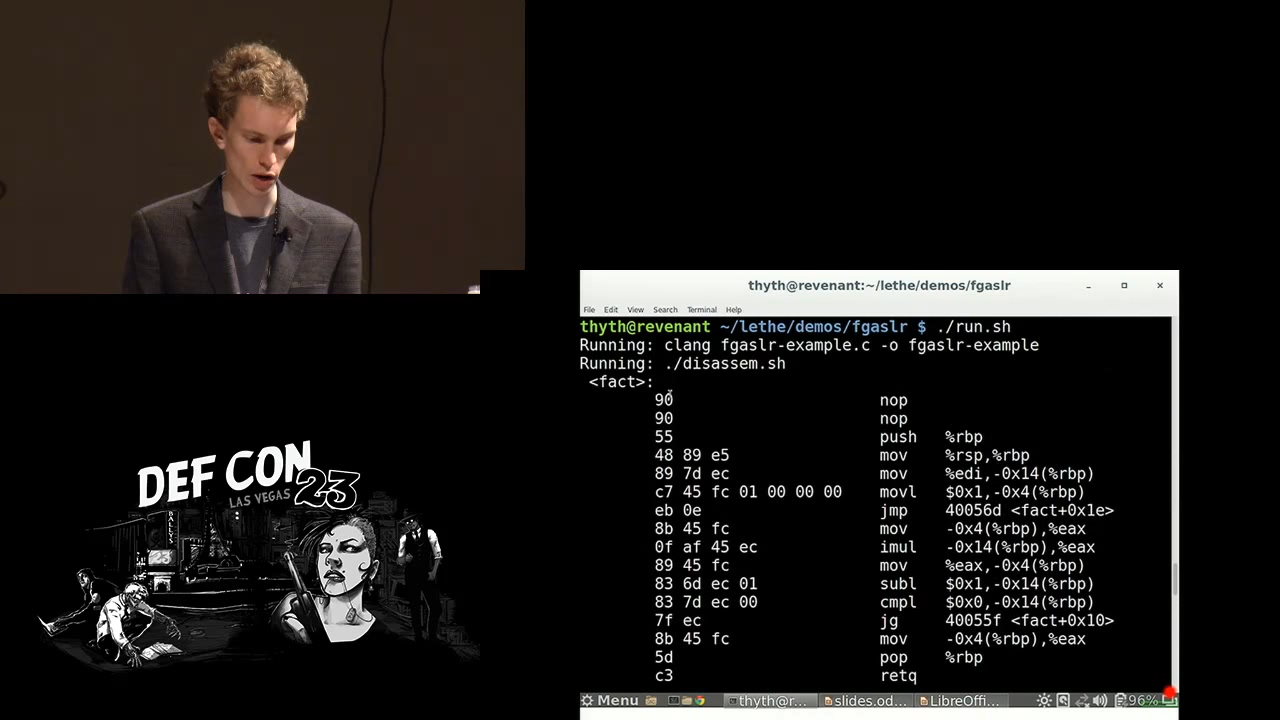 DEF CON 23
LAS VEGAS
BALLYS
23
thyth@revenant:~/lethe/demos/fgaslr
File Edit View Search Terminal Help
thyth@revenant ~/lethe/demos/fgaslr $ ./run.sh
Running: clang fgaslr-example.c -o fgaslr-example
Running: ./disassem.sh
<fact>:
90 nop
90 nop
55 push %rbp
48 89 e5 mov %rsp,%rbp
89 7d ec mov %edi,-0x14(%rbp)
c7 45 fc 01 00 00 00 movl $0x1,-0x4(%rbp)
eb 0e jmp 40056d <fact+0x1e>
8b 45 fc mov -0x4(%rbp),%eax
0f af 45 ec imul -0x14(%rbp),%eax
89 45 fc mov %eax,-0x4(%rbp)
83 6d ec 01 subl $0x1,-0x14(%rbp)
83 7d ec 00 cmpl $0x0,-0x14(%rbp)
7f ec jg 40055f <fact+0x10>
8b 45 fc mov -0x4(%rbp),%eax
5d pop %rbp
c3 retq
Menu thyth@r... slides.od... LibreOffi... 96%